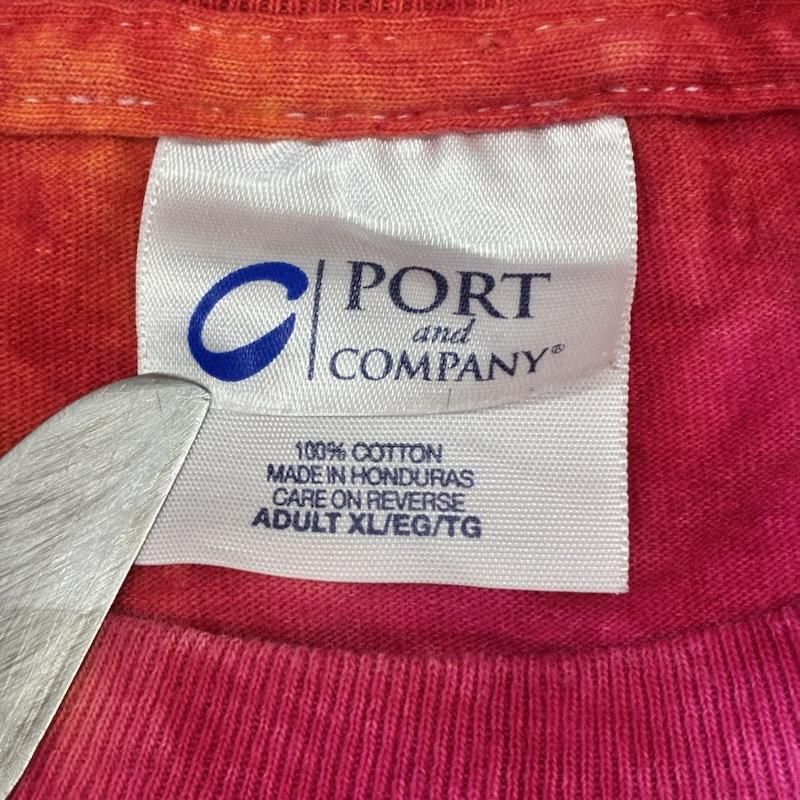 PORT
and
COMPANY®
100% COTTON
MADE IN HONDURAS
CARE ON REVERSE
ADULT XL/EG/TG